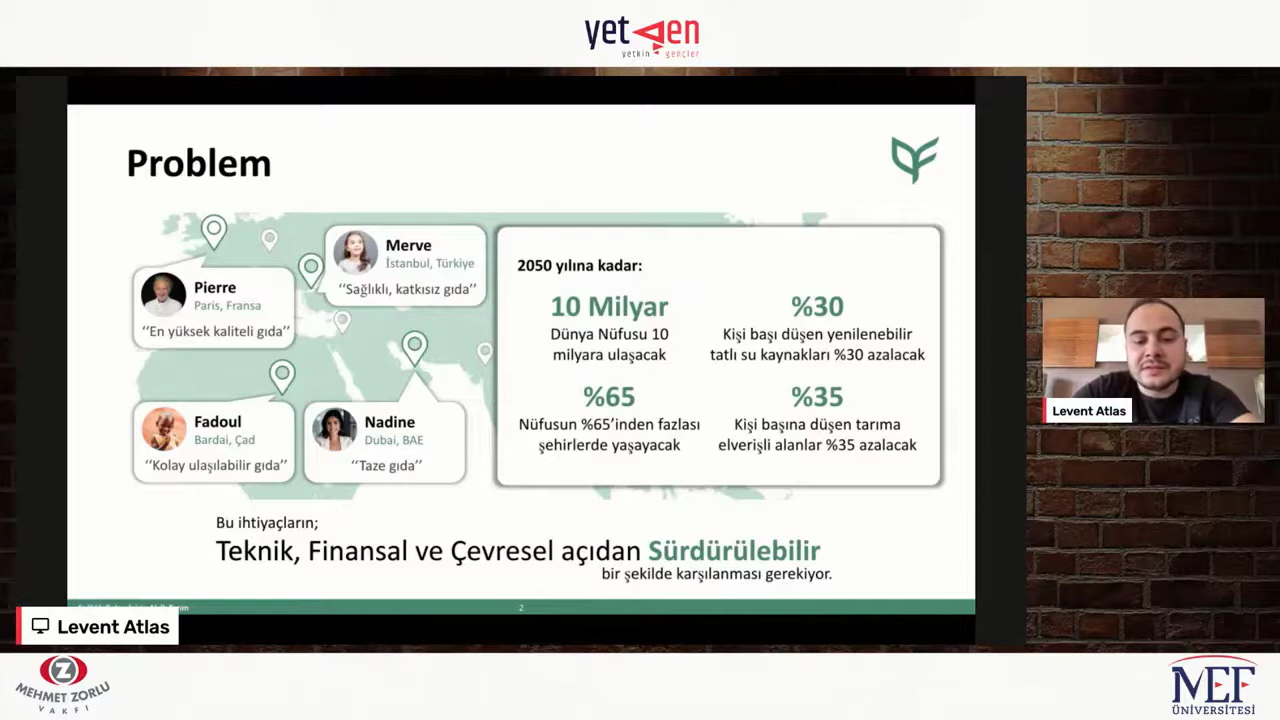 yetgen
yetkin gençler
Problem
Merve
İstanbul, Türkiye
‘‘Sağlıklı, katkısız gıda’’
Pierre
Paris, Fransa
‘‘En yüksek kaliteli gıda’’
Fadoul
Bardai, Çad
‘‘Kolay ulaşılabilir gıda’’
Nadine
Dubai, BAE
‘‘Taze gıda’’
2050 yılına kadar:
10 Milyar
Dünya Nüfusu 10
milyara ulaşacak
%30
Kişi başı düşen yenilenebilir
tatlı su kaynakları %30 azalacak
%65
Nüfusun %65’inden fazlası
şehirlerde yaşayacak
%35
Kişi başına düşen tarıma
elverişli alanlar %35 azalacak
Bu ihtiyaçların;
Teknik, Finansal ve Çevresel açıdan Sürdürülebilir
bir şekilde karşılanması gerekiyor.
2
Levent Atlas
Levent Atlas
MEHMET ZORLU
VAKFI
MEF
ÜNİVERSİTESİ